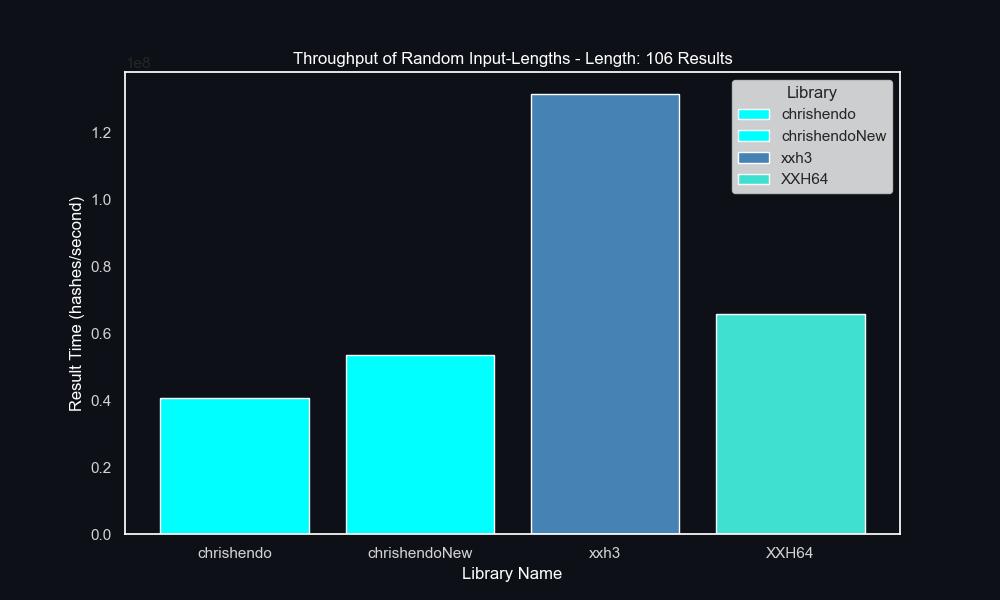 Throughput of Random Input-Lengths - Length: 106 Results
1e8
Library
chrishendo
chrishendoNew
xxh3
XXH64
1.2
1.0
0.8
0.6
0.4
0.2
0.0
Result Time (hashes/second)
chrishendo chrishendoNew xxh3 XXH64
Library Name